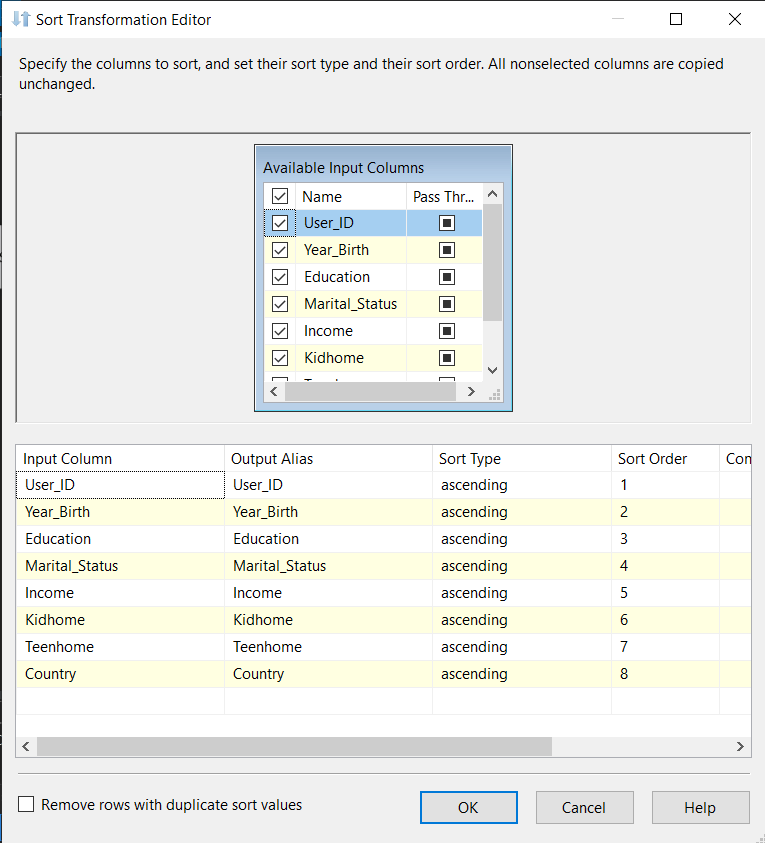 Sort Transformation Editor
Specify the columns to sort, and set their sort type and their sort order. All nonselected columns are copied
unchanged.
Available Input Columns
Name Pass Thr...
User_ID
Year_Birth
Education
Marital_Status
Income
Kidhome
Input Column Output Alias Sort Type Sort Order Con
User_ID User_ID ascending 1
Year_Birth Year_Birth ascending 2
Education Education ascending 3
Marital_Status Marital_Status ascending 4
Income Income ascending 5
Kidhome Kidhome ascending 6
Teenhome Teenhome ascending 7
Country Country ascending 8
Remove rows with duplicate sort values
OK Cancel Help